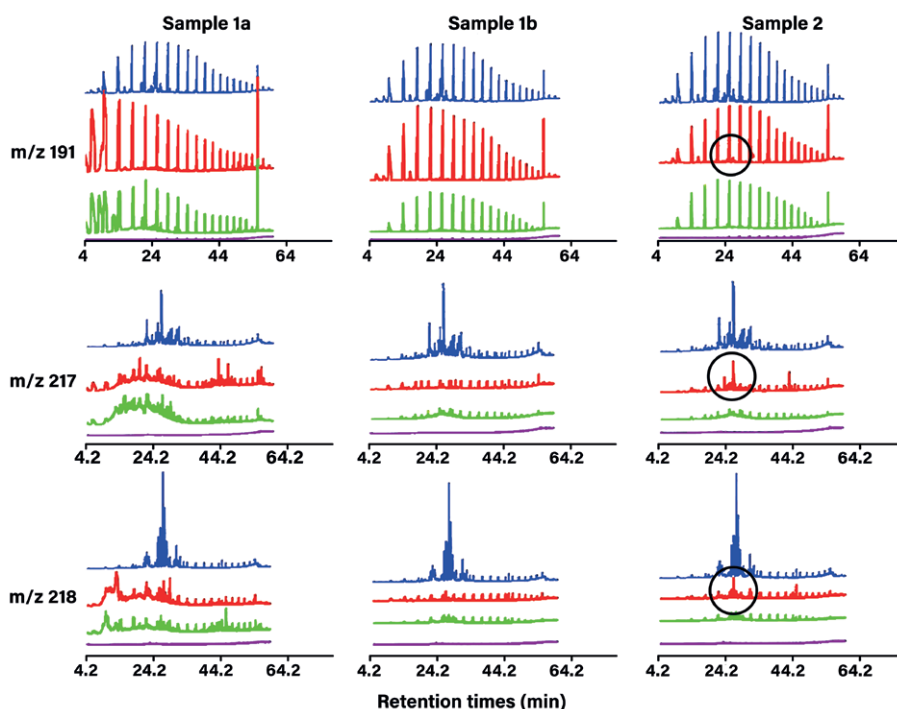 Sample 1a Sample 1b Sample 2
m/z 191
4 24 44 64 4 24 44 64 4 24 44 64
m/z 217
4.2 24.2 44.2 64.2 4.2 24.2 44.2 64.2 4.2 24.2 44.2 64.2
m/z 218
4.2 24.2 44.2 64.2 4.2 24.2 44.2 64.2 4.2 24.2 44.2 64.2
Retention times (min)